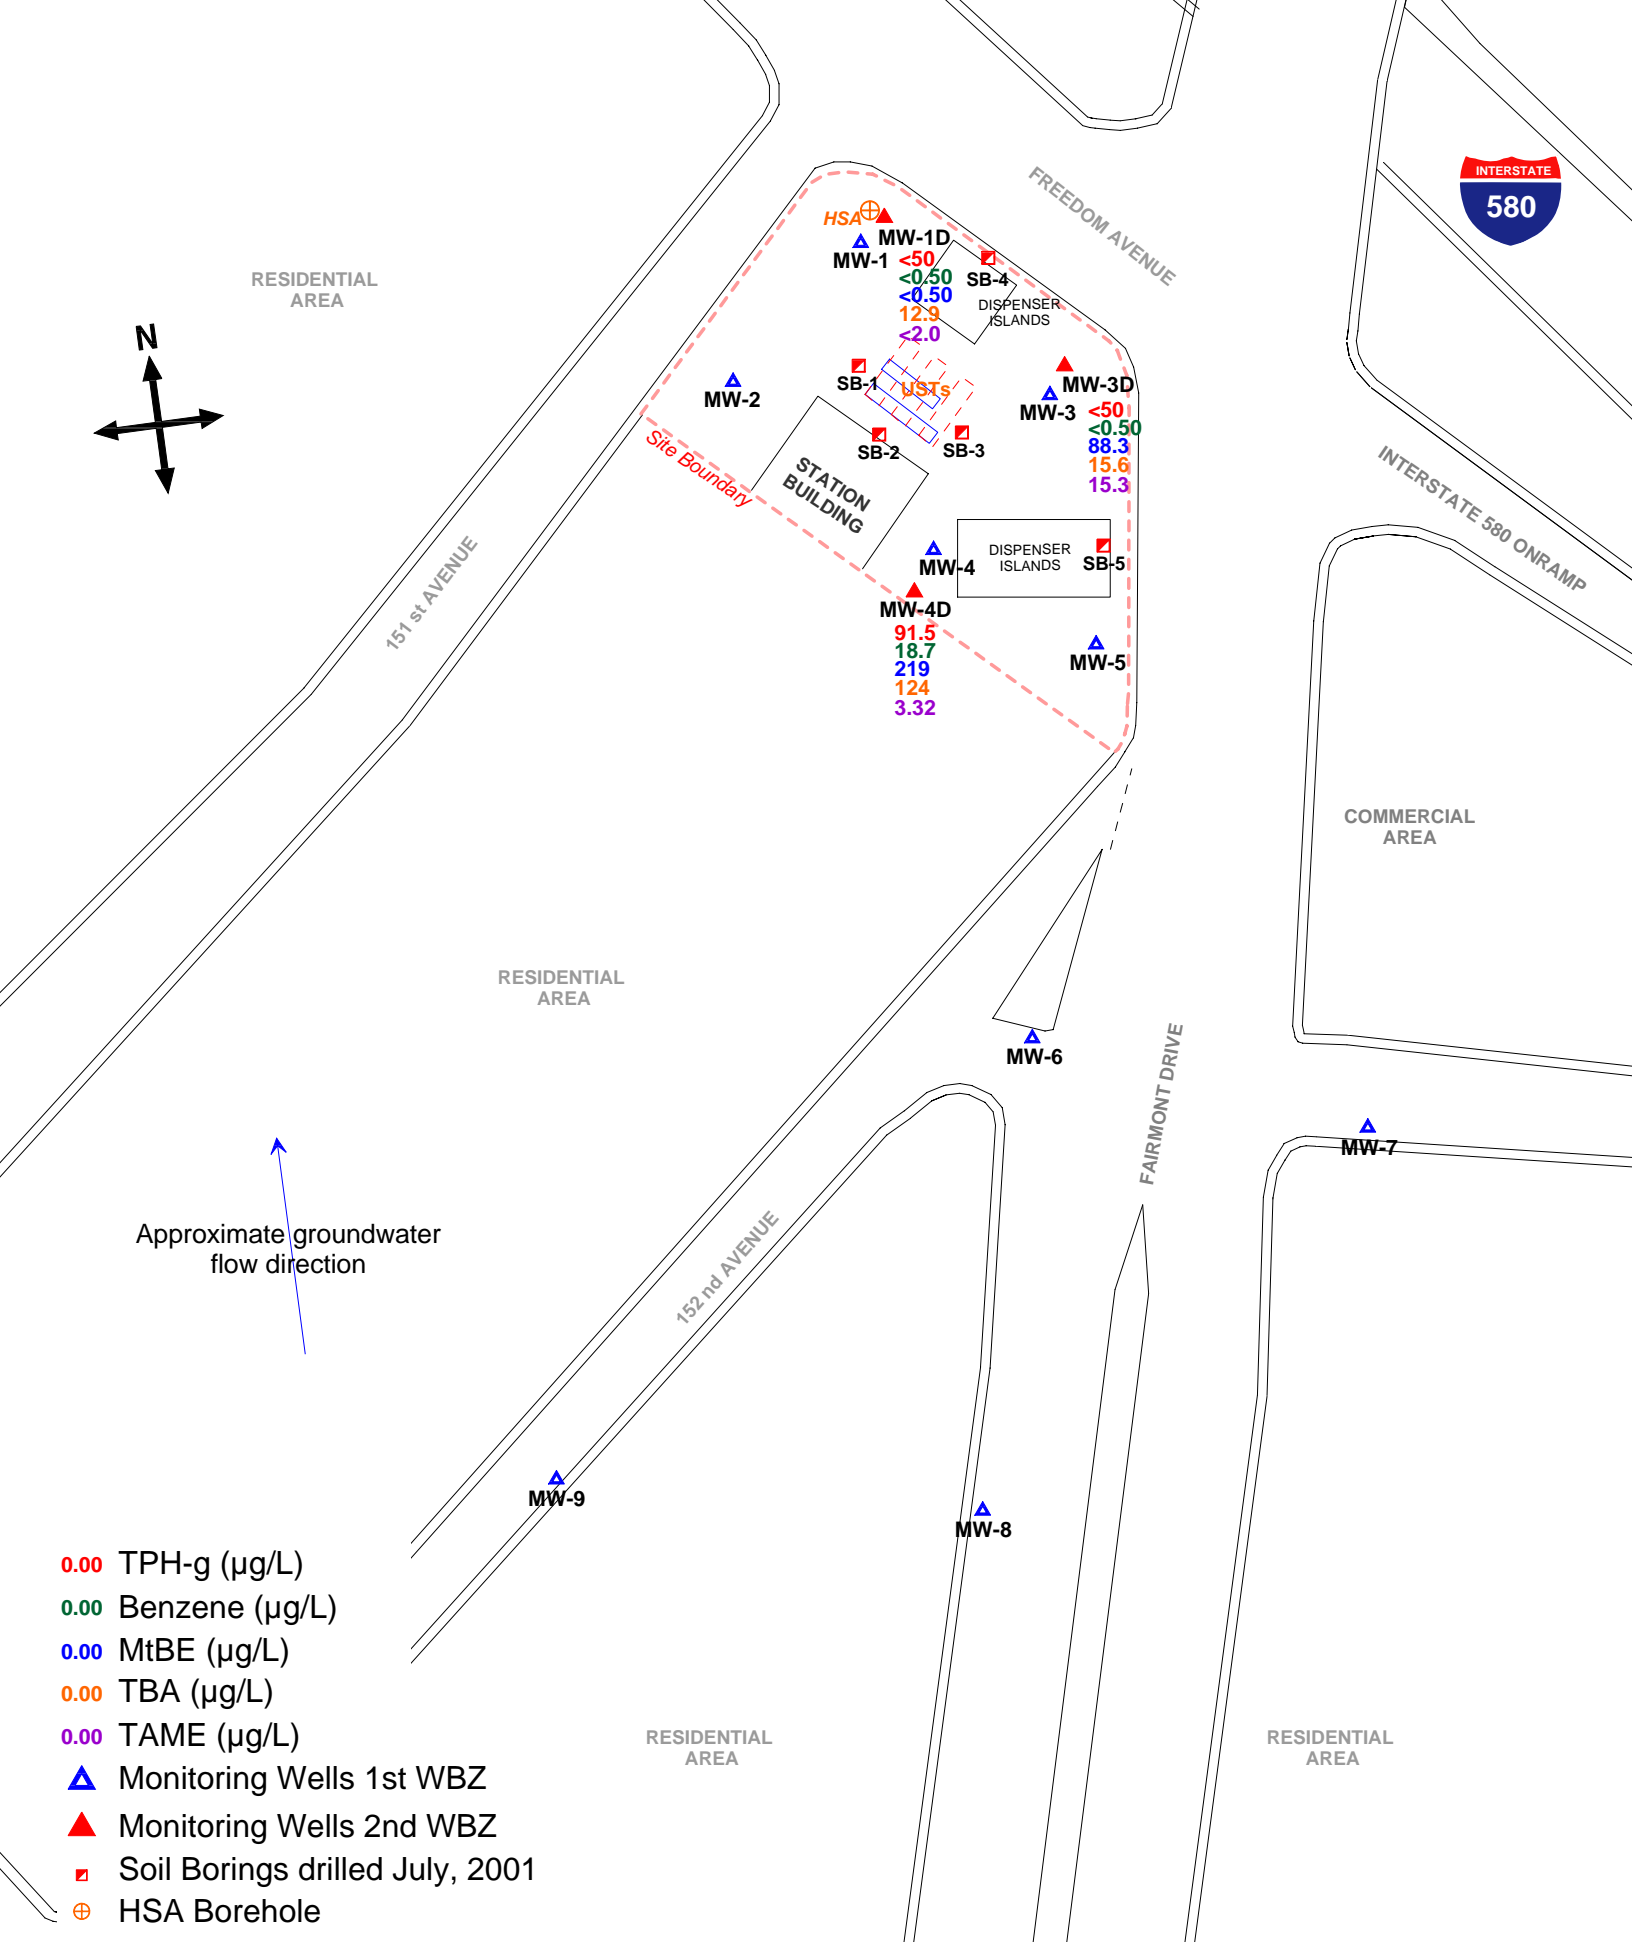 FREEDOM AVENUE
INTERSTATE
580
HSA
MW-1D
MW-1
<50
<0.50
<0.50
12.9
<2.0
SB-4
DISPENSER
ISLANDS
RESIDENTIAL
AREA
N
MW-2
SB-1
USTs
MW-3D
MW-3
<50
<0.50
88.3
15.6
15.3
SB-2
SB-3
Site Boundary
STATION
BUILDING
INTERSTATE 580 ONRAMP
151 st AVENUE
MW-4
DISPENSER
ISLANDS
SB-5
MW-4D
91.5
18.7
219
124
3.32
MW-5
COMMERCIAL
AREA
RESIDENTIAL
AREA
MW-6
FAIRMONT DRIVE
MW-7
Approximate groundwater
flow direction
152 nd AVENUE
MW-9
MW-8
0.00 TPH-g (µg/L)
0.00 Benzene (µg/L)
0.00 MtBE (µg/L)
0.00 TBA (µg/L)
0.00 TAME (µg/L)
Monitoring Wells 1st WBZ
Monitoring Wells 2nd WBZ
Soil Borings drilled July, 2001
HSA Borehole
RESIDENTIAL
AREA
RESIDENTIAL
AREA